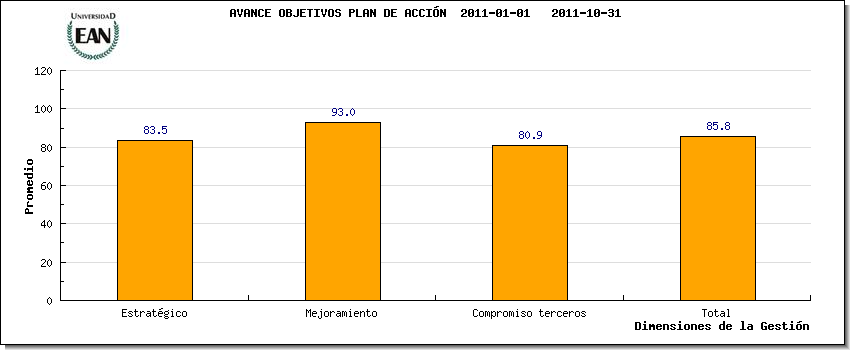 UNIVERSIDAD
EAN
AVANCE OBJETIVOS PLAN DE ACCIÓN 2011-01-01 2011-10-31
120
100
80
60
40
20
0
Promedio
83.5
93.0
80.9
85.8
Estratégico
Mejoramiento
Compromiso terceros
Total
Dimensiones de la Gestión